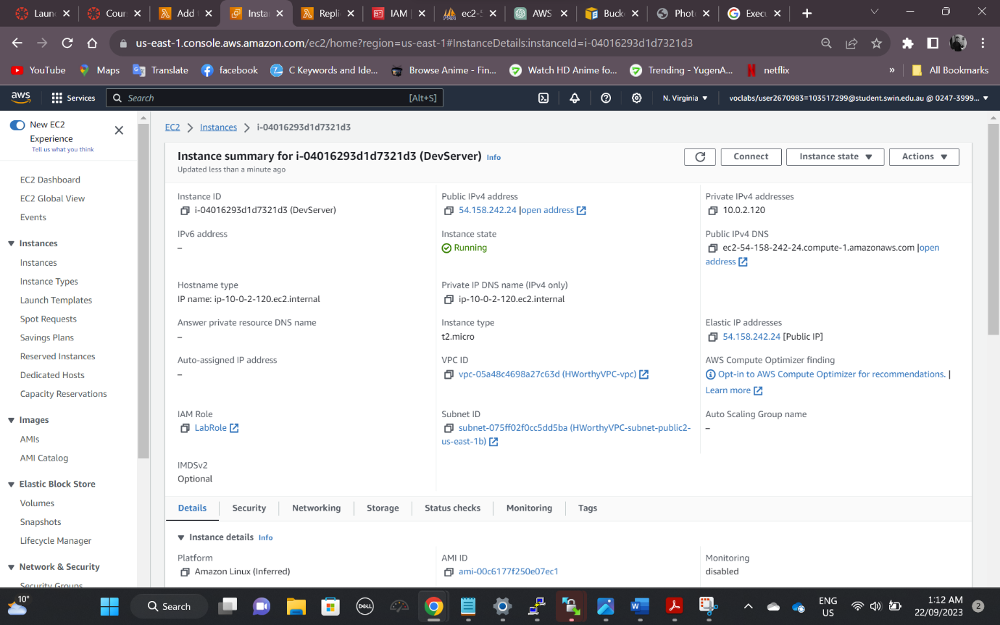 Laun
Cour
Add
Instar
Repli
IAM |
ec2-5
AWS
Buck
Phot
Exec
us-east-1.console.aws.amazon.com/ec2/home?region=us-east-1#InstanceDetails:instanceId=i-04016293d1d7321d3
YouTube
Maps
Translate
facebook
C Keywords and Ide...
Browse Anime - Fin...
Watch HD Anime fo...
Trending - YugenA...
netflix
»
All Bookmarks
aws
Services
Search
[Alt+S]
N. Virginia
voclabs/user2670983=103517299@student.swin.edu.au @ 0247-3999...
New EC2
Experience
Tell us what you think
EC2 Dashboard
EC2 Global View
Events
Instances
Instances
Instance Types
Launch Templates
Spot Requests
Savings Plans
Reserved Instances
Dedicated Hosts
Capacity Reservations
Images
AMIs
AMI Catalog
Elastic Block Store
Volumes
Snapshots
Lifecycle Manager
Network & Security
Security Groups
EC2 > Instances > i-04016293d1d7321d3
Instance summary for i-04016293d1d7321d3 (DevServer) Info
Updated less than a minute ago
Connect
Instance state
Actions
Instance ID
i-04016293d1d7321d3 (DevServer)
Public IPv4 address
54.158.242.24 |open address
Private IPv4 addresses
10.0.2.120
IPv6 address
–
Instance state
Running
Public IPv4 DNS
ec2-54-158-242-24.compute-1.amazonaws.com |open
address
Hostname type
IP name: ip-10-0-2-120.ec2.internal
Private IP DNS name (IPv4 only)
ip-10-0-2-120.ec2.internal
Answer private resource DNS name
–
Instance type
t2.micro
Elastic IP addresses
54.158.242.24 [Public IP]
Auto-assigned IP address
–
VPC ID
vpc-05a48c4698a27c63d (HWorthyVPC-vpc)
AWS Compute Optimizer finding
Opt-in to AWS Compute Optimizer for recommendations. |
Learn more
IAM Role
LabRole
Subnet ID
subnet-075ff02f0cc5dd5ba (HWorthyVPC-subnet-public2-
us-east-1b)
Auto Scaling Group name
–
IMDSv2
Optional
Details
Security
Networking
Storage
Status checks
Monitoring
Tags
Instance details Info
Platform
Amazon Linux (Inferred)
AMI ID
ami-00c6177f250e07ec1
Monitoring
disabled
10°
Search
DELL
ENG
US
1:12 AM
22/09/2023
2